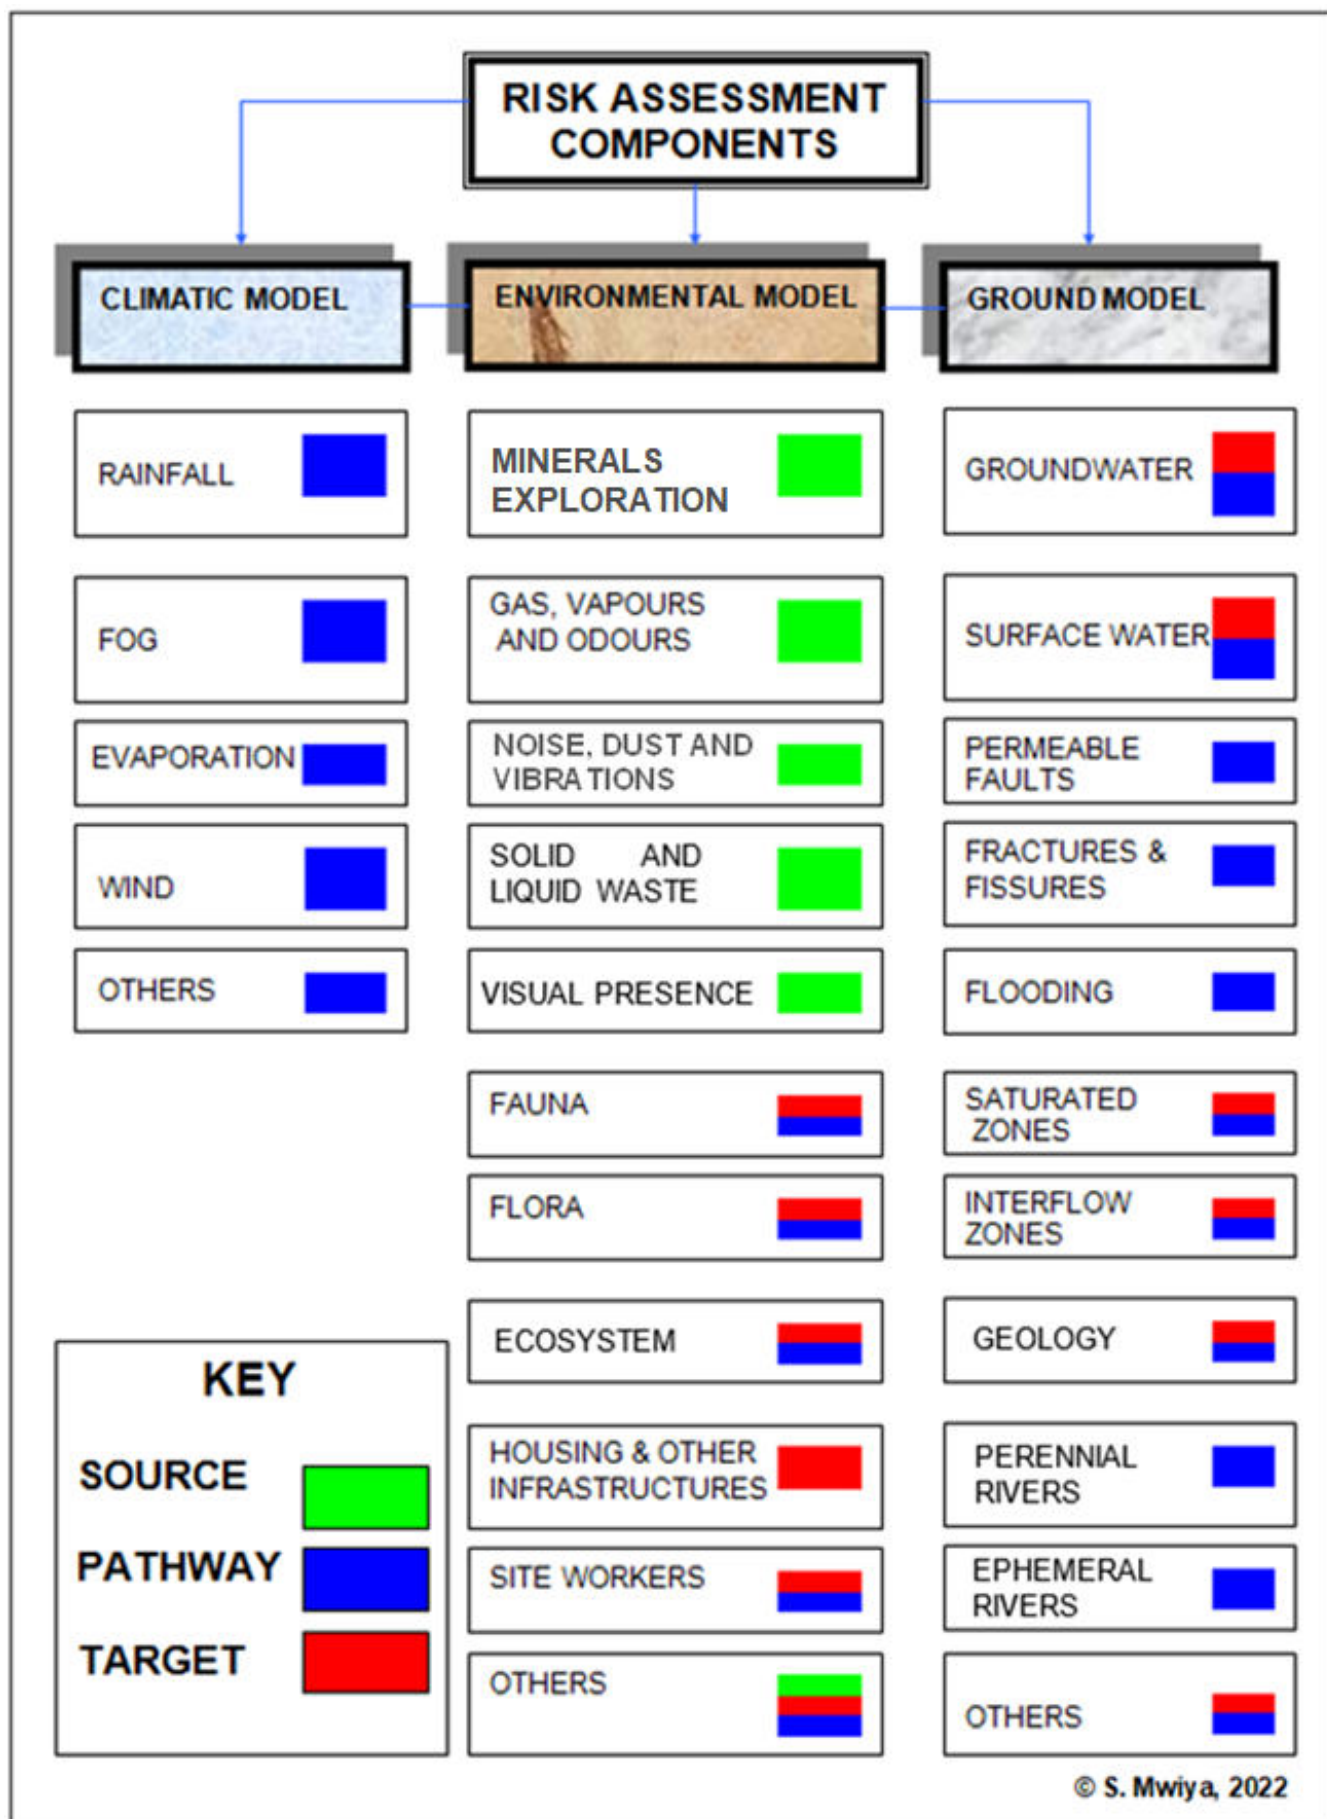 RISK ASSESSMENT
COMPONENTS
CLIMATIC MODEL
RAINFALL
FOG
EVAPORATION
WIND
OTHERS
ENVIRONMENTAL MODEL
MINERALS
EXPLORATION
GAS, VAPOURS
AND ODOURS
NOISE, DUST AND
VIBRATIONS
SOLID AND
LIQUID WASTE
VISUAL PRESENCE
FAUNA
FLORA
ECOSYSTEM
HOUSING & OTHER
INFRASTRUCTURES
SITE WORKERS
OTHERS
GROUND MODEL
GROUNDWATER
SURFACE WATER
PERMEABLE
FAULTS
FRACTURES &
FISSURES
FLOODING
SATURATED
ZONES
INTERFLOW
ZONES
GEOLOGY
PERENNIAL
RIVERS
EPHEMERAL
RIVERS
OTHERS
KEY
SOURCE
PATHWAY
TARGET
© S. Mwiya, 2022